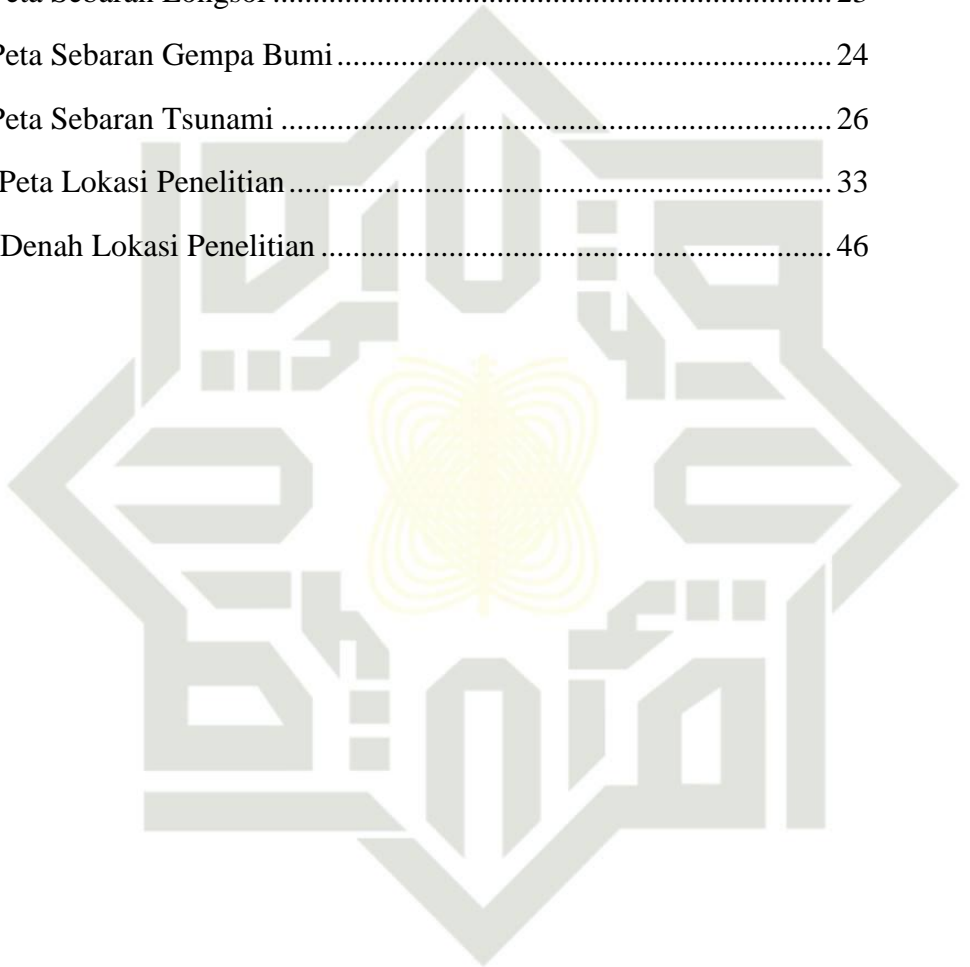 Peta Sebaran Gempa Bumi ........................................................................ 24
Peta Sebaran Tsunami ............................................................................... 26
Peta Lokasi Penelitian ............................................................................... 33
Denah Lokasi Penelitian ........................................................................... 46